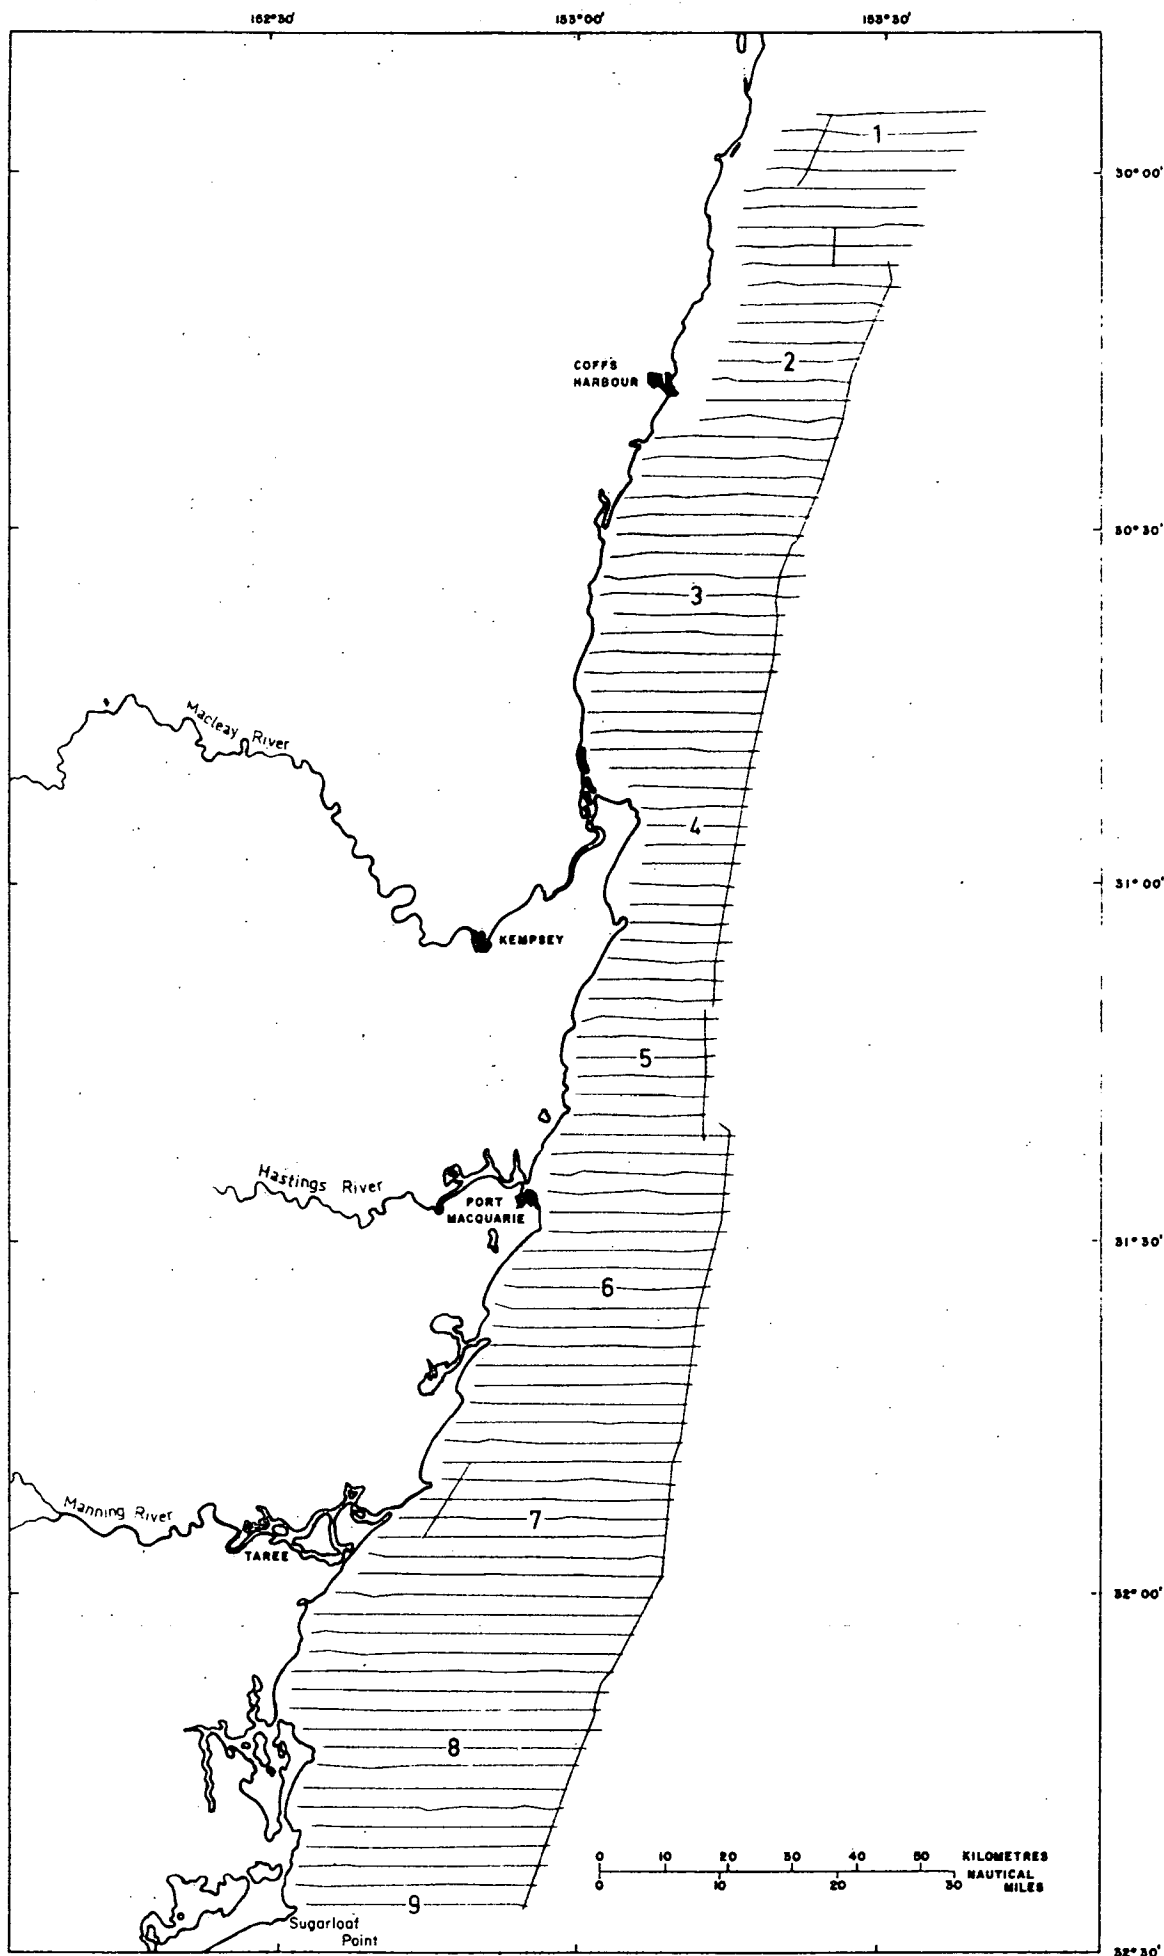 152°30'
153°00'
153°30'
1
30°00'
2
COFFS
HARBOUR
30°30'
3
Macleay River
4
31°00'
KEMPSEY
5
Hastings River
PORT
MACQUARIE
31°30'
6
Manning River
7
TAREE
32°00'
8
0 10 20 30 40 50 KILOMETRES
0 10 20 30 NAUTICAL
MILES
9
Sugarloaf
Point
32°30'